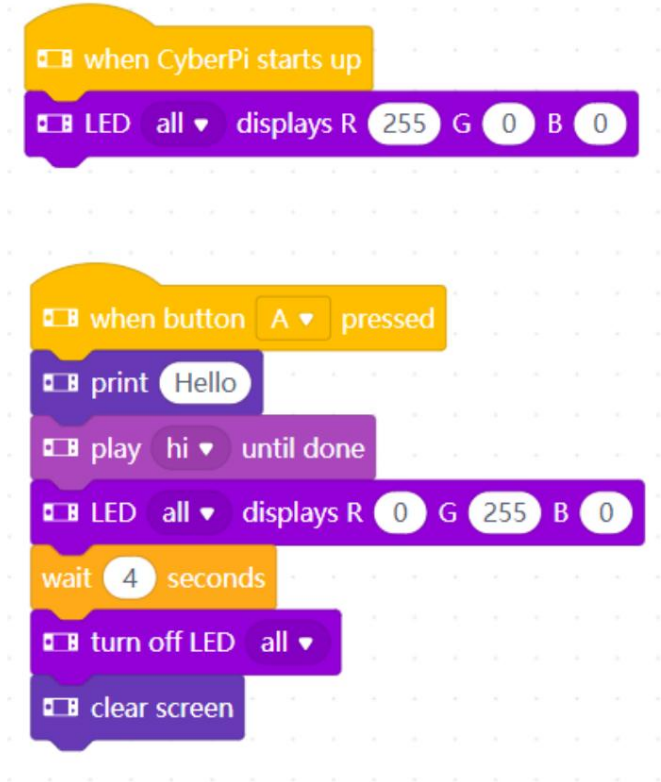 when CyberPi starts up
LED all displays R 255 G 0 B 0
when button A pressed
print Hello
play hi until done
LED all displays R 0 G 255 B 0
wait 4 seconds
turn off LED all
clear screen